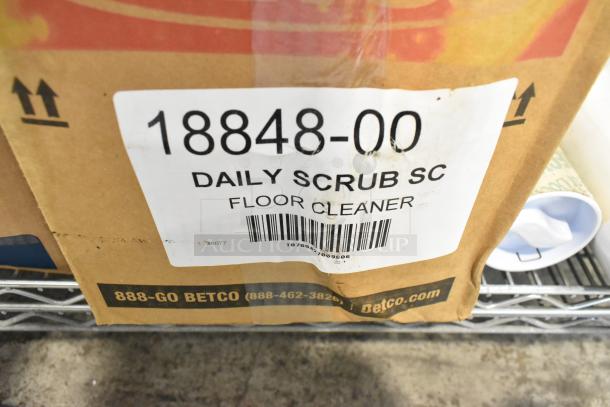 18848-00
DAILY SCRUB SC
FLOOR CLEANER
888-GO BETCO (888-462-3826) | betco.com